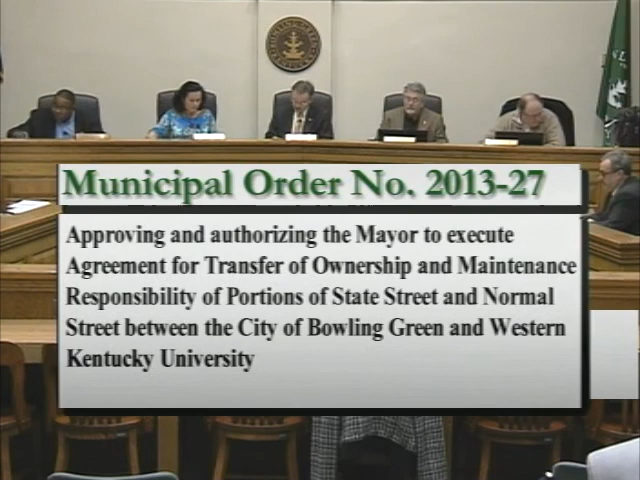 Municipal Order No. 2013-27
Approving and authorizing the Mayor to execute
Agreement for Transfer of Ownership and Maintenance
Responsibility of Portions of State Street and Normal
Street between the City of Bowling Green and Western
Kentucky University